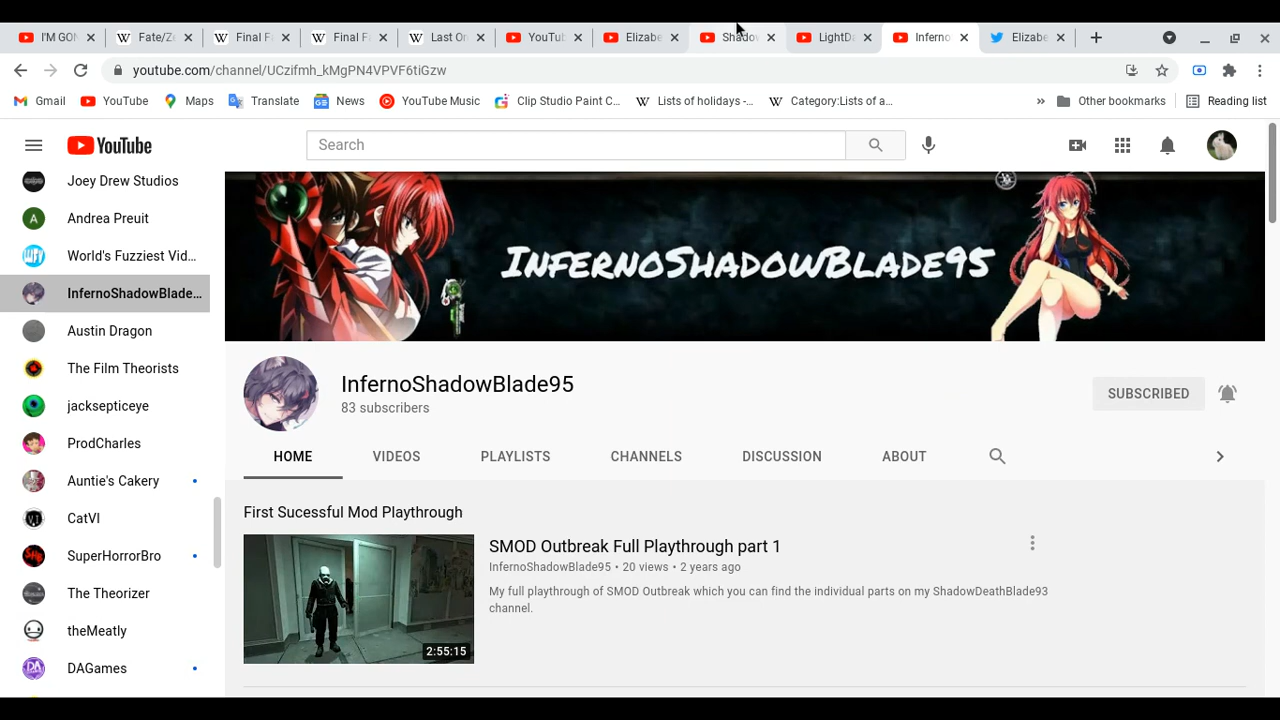 I'M GON
Fate/Ze
Final Fa
Final Fa
Last Or
YouTub
Elizabe
Shadow
LightDa
Inferno
Elizabe
youtube.com/channel/UCzifmh_kMgPN4VPVF6tiGzw
Gmail
YouTube
Maps
Translate
News
YouTube Music
Clip Studio Paint C...
Lists of holidays -...
Category:Lists of a...
»
Other bookmarks
Reading list
YouTube
Search
Joey Drew Studios
Andrea Preuit
World's Fuzziest Vid...
InfernoShadowBlade...
Austin Dragon
The Film Theorists
jacksepticeye
ProdCharles
Auntie's Cakery
CatVI
SuperHorrorBro
The Theorizer
theMeatly
DAGames
InfernoShadowBlade95
InfernoShadowBlade95
83 subscribers
SUBSCRIBED
HOME
VIDEOS
PLAYLISTS
CHANNELS
DISCUSSION
ABOUT
First Sucessful Mod Playthrough
2:55:15
SMOD Outbreak Full Playthrough part 1
InfernoShadowBlade95 • 20 views • 2 years ago
My full playthrough of SMOD Outbreak which you can find the individual parts on my ShadowDeathBlade93
channel.